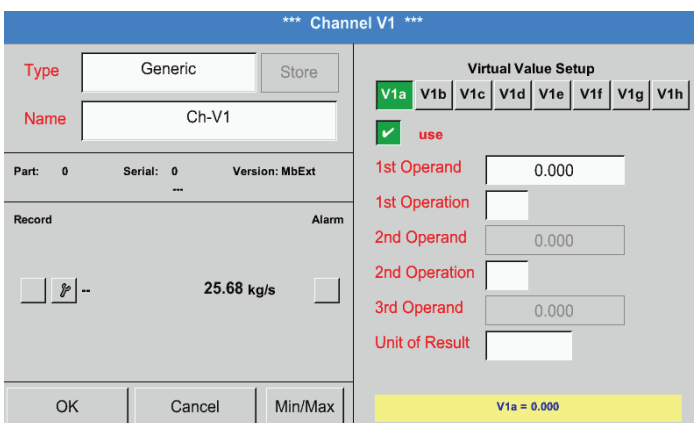 *** Channel V1 ***
Type
Generic
Store
Name
Ch-V1
Part: 0 Serial: 0 Version: MbExt
---
Record Alarm
-- 25.68 kg/s
OK
Cancel
Min/Max
Virtual Value Setup
V1a V1b V1c V1d V1e V1f V1g V1h
use
1st Operand 0.000
1st Operation
2nd Operand 0.000
2nd Operation
3rd Operand 0.000
Unit of Result
V1a = 0.000